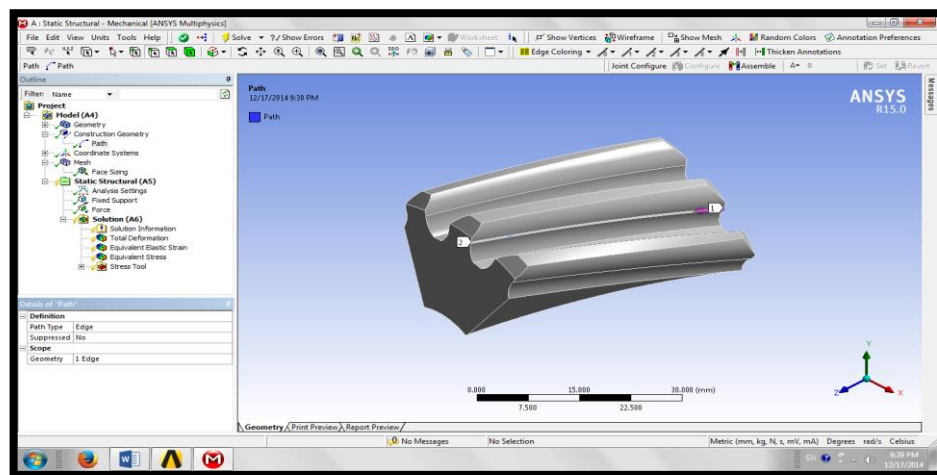 A : Static Structural - Mechanical [ANSYS Multiphysics]
File Edit View Units Tools Help Solve ?/ Show Errors Worksheet Show Vertices Wireframe Show Mesh Random Colors Annotation Preferences
Edge Coloring Thicken Annotations
Path Path Joint Configure Configure Assemble Δ= 0 Set Revert
Outline
Filter: Name
Project
Model (A4)
Geometry
Construction Geometry
Path
Coordinate Systems
Mesh
Face Sizing
Static Structural (A5)
Analysis Settings
Fixed Support
Force
Solution (A6)
Solution Information
Total Deformation
Equivalent Elastic Strain
Equivalent Stress
Stress Tool
Details of "Path"
Definition
Path Type Edge
Suppressed No
Scope
Geometry 1 Edge
Path
12/17/2014 9:39 PM
Path
ANSYS
R15.0
Messages
1
2
0.000 15.000 30.000 (mm)
7.500 22.500
Y
Z X
Geometry Print Preview Report Preview
No Messages No Selection Metric (mm, kg, N, s, mV, mA) Degrees rad/s Celsius
EN 9:39 PM
12/17/2014